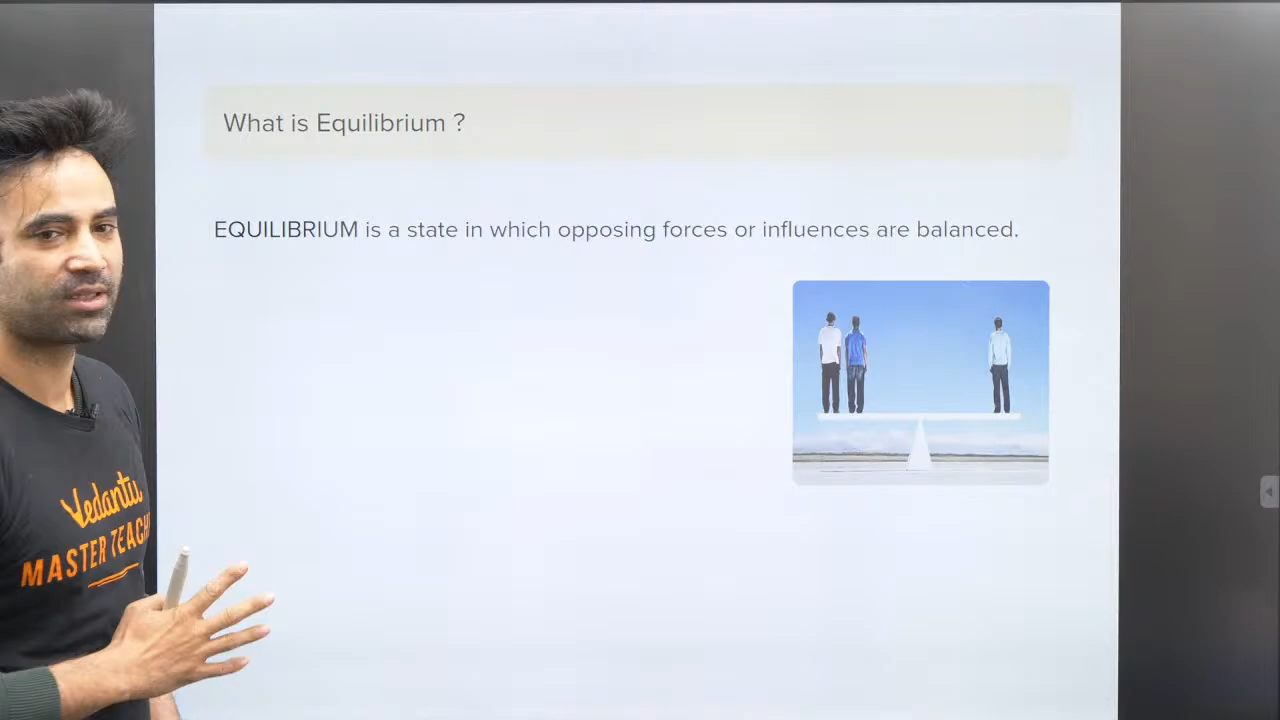 What is Equilibrium ?
EQUILIBRIUM is a state in which opposing forces or influences are balanced.
Vedantu
MASTER TEACH